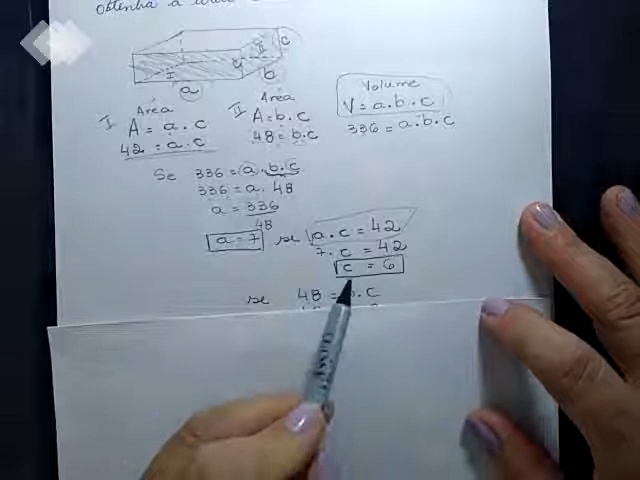 obtenha a
c
I
II
c
b
a
I Área
A = a.c
42 = a.c
II Área
A = b.c
48 = b.c
Volume
V = a.b.c
336 = a.b.c
Se 336 = a.b.c
336 = a.48
a = 336
48
a = 7 se a.c = 42
7.c = 42
c = 6
se 48 = b.c